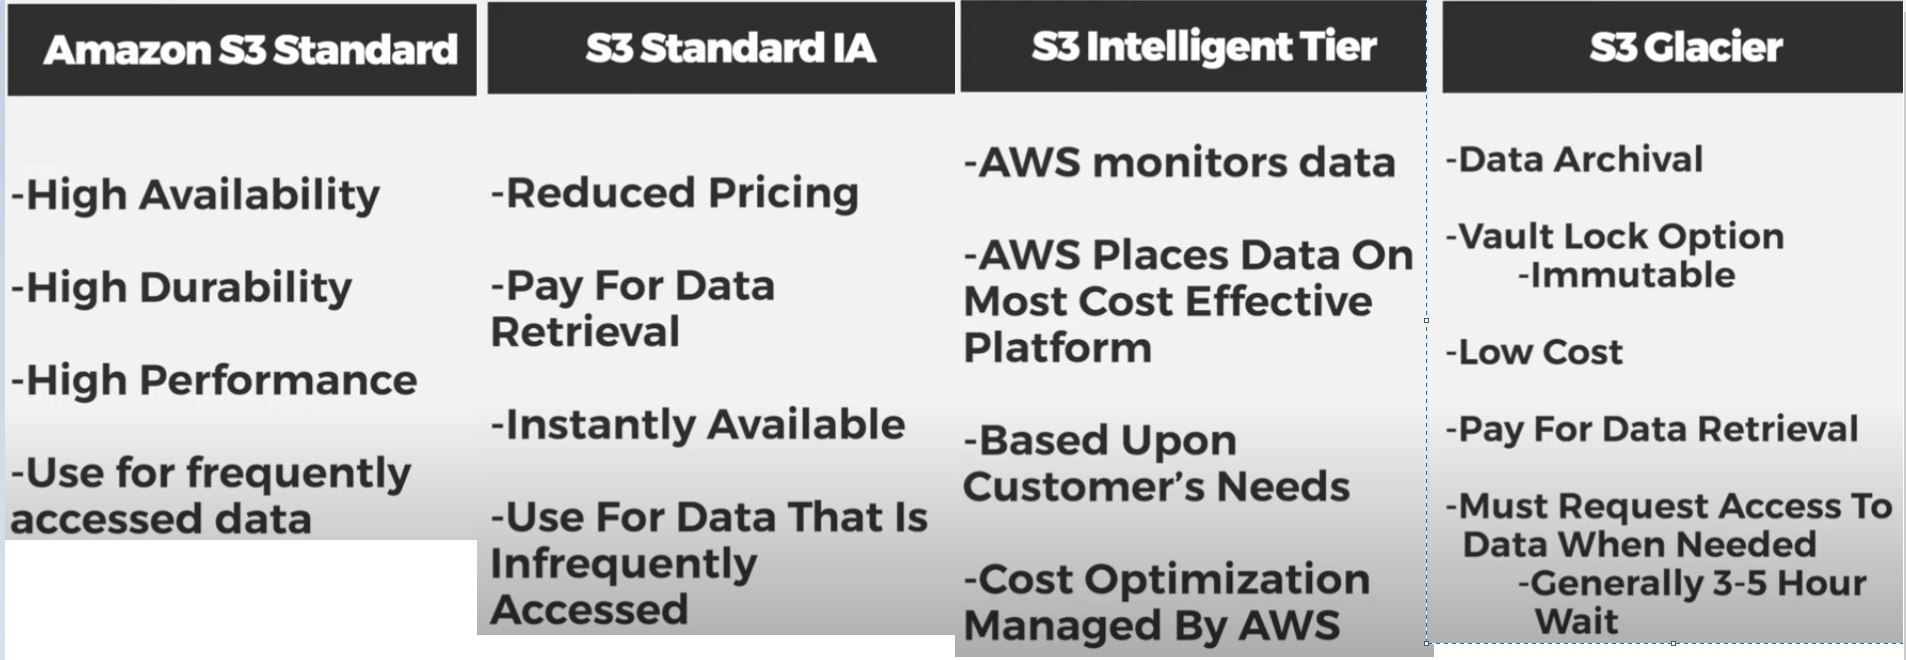 Amazon S3 Standard
-High Availability
-High Durability
-High Performance
-Use for frequently
accessed data
S3 Standard IA
-Reduced Pricing
-Pay For Data
Retrieval
-Instantly Available
-Use For Data That Is
Infrequently
Accessed
S3 Intelligent Tier
-AWS monitors data
-AWS Places Data On
Most Cost Effective
Platform
-Based Upon
Customer's Needs
-Cost Optimization
Managed By AWS
S3 Glacier
-Data Archival
-Vault Lock Option
-Immutable
-Low Cost
-Pay For Data Retrieval
-Must Request Access To
Data When Needed
-Generally 3-5 Hour
Wait